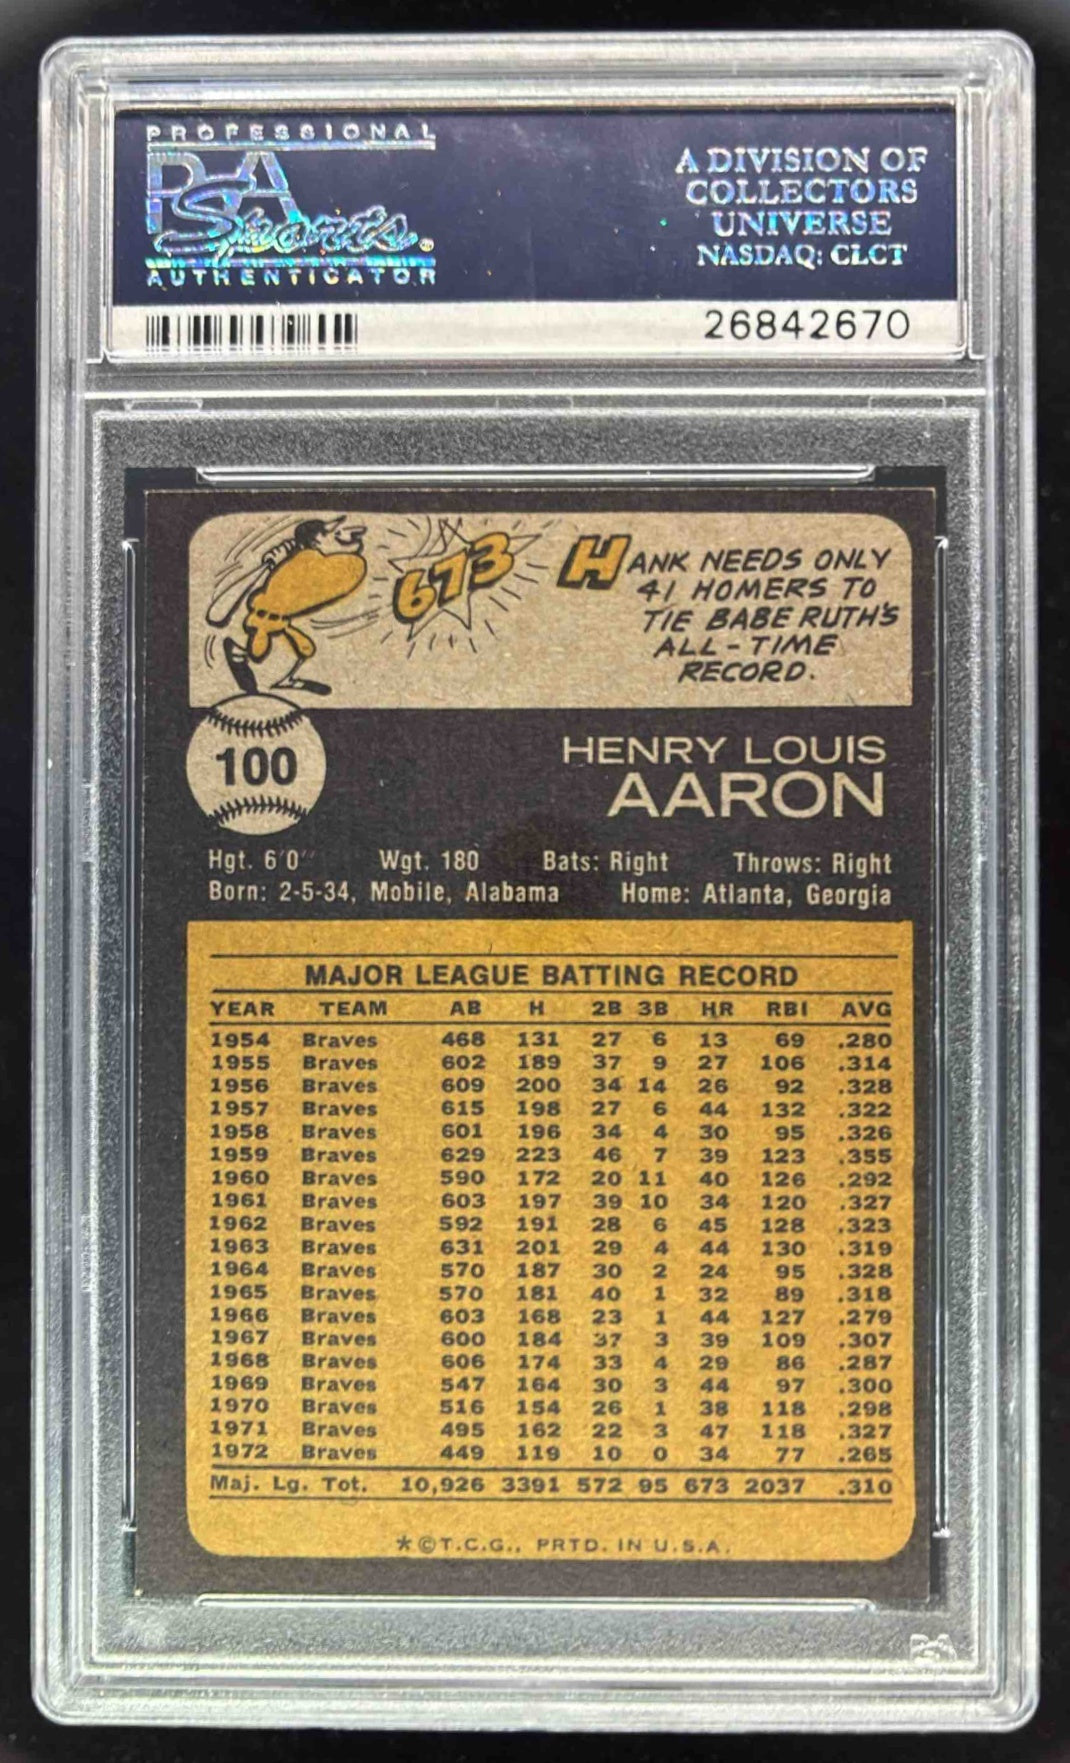 PROFESSIONAL
PSA
Sports®
AUTHENTICATOR
A DIVISION OF
COLLECTORS
UNIVERSE
NASDAQ: CLCT
26842670
673
HANK NEEDS ONLY
41 HOMERS TO
TIE BABE RUTH'S
ALL-TIME
RECORD.
100
HENRY LOUIS
AARON
Hgt. 6'0" Wgt. 180 Bats: Right Throws: Right
Born: 2-5-34, Mobile, Alabama Home: Atlanta, Georgia
MAJOR LEAGUE BATTING RECORD
YEAR TEAM AB H 2B 3B HR RBI AVG
1954 Braves 468 131 27 6 13 69 .280
1955 Braves 602 189 37 9 27 106 .314
1956 Braves 609 200 34 14 26 92 .328
1957 Braves 615 198 27 6 44 132 .322
1958 Braves 601 196 34 4 30 95 .326
1959 Braves 629 223 46 7 39 123 .355
1960 Braves 590 172 20 11 40 126 .292
1961 Braves 603 197 39 10 34 120 .327
1962 Braves 592 191 28 6 45 128 .323
1963 Braves 631 201 29 4 44 130 .319
1964 Braves 570 187 30 2 24 95 .328
1965 Braves 570 181 40 1 32 89 .318
1966 Braves 603 168 23 1 44 127 .279
1967 Braves 600 184 37 3 39 109 .307
1968 Braves 606 174 33 4 29 86 .287
1969 Braves 547 164 30 3 44 97 .300
1970 Braves 516 154 26 1 38 118 .298
1971 Braves 495 162 22 3 47 118 .327
1972 Braves 449 119 10 0 34 77 .265
Maj. Lg. Tot. 10,926 3391 572 95 673 2037 .310
*©T.C.G., PRTD. IN U.S.A.